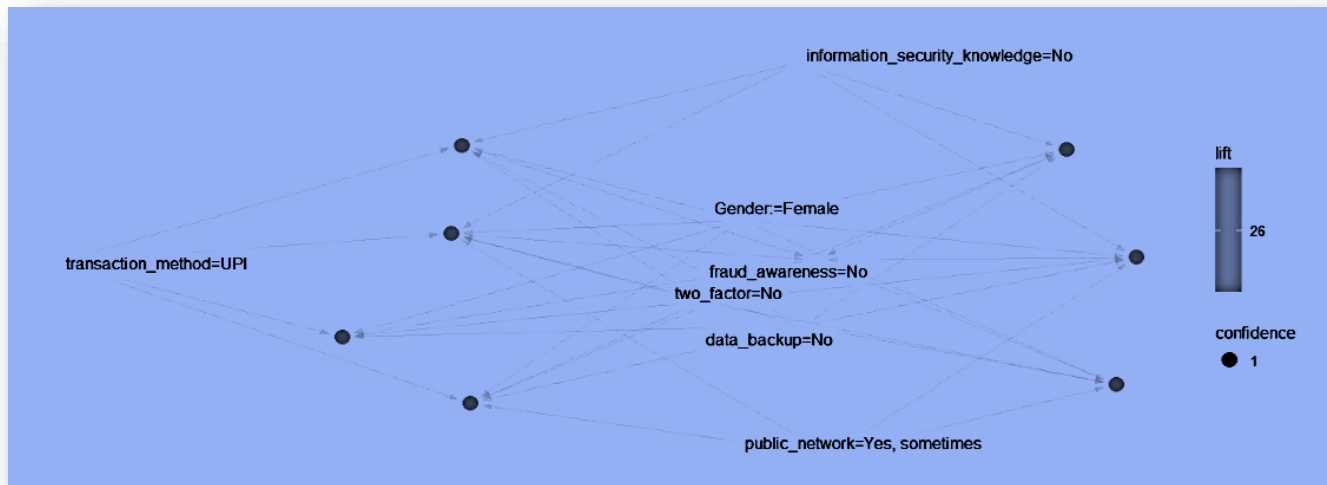 information_security_knowledge=No
lift
Gender:=Female
26
transaction_method=UPI
fraud_awareness=No
two_factor=No
confidence
data_backup=No
1
public_network=Yes, sometimes